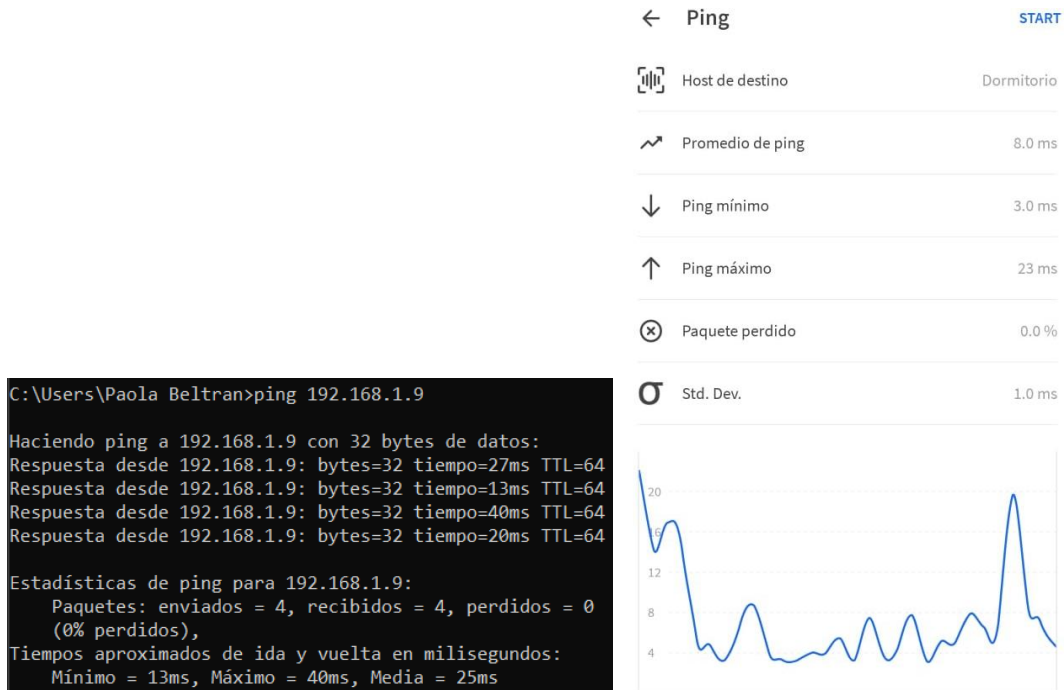 C:\Users\Paola Beltran>ping 192.168.1.9
Haciendo ping a 192.168.1.9 con 32 bytes de datos:
Respuesta desde 192.168.1.9: bytes=32 tiempo=27ms TTL=64
Respuesta desde 192.168.1.9: bytes=32 tiempo=13ms TTL=64
Respuesta desde 192.168.1.9: bytes=32 tiempo=40ms TTL=64
Respuesta desde 192.168.1.9: bytes=32 tiempo=20ms TTL=64
Estadísticas de ping para 192.168.1.9:
Paquetes: enviados = 4, recibidos = 4, perdidos = 0
(0% perdidos),
Tiempos aproximados de ida y vuelta en milisegundos:
Mínimo = 13ms, Máximo = 40ms, Media = 25ms
Ping START
Host de destino Dormitorio
Promedio de ping 8.0 ms
Ping mínimo 3.0 ms
Ping máximo 23 ms
Paquete perdido 0.0 %
σ Std. Dev. 1.0 ms
20
16
12
8
4